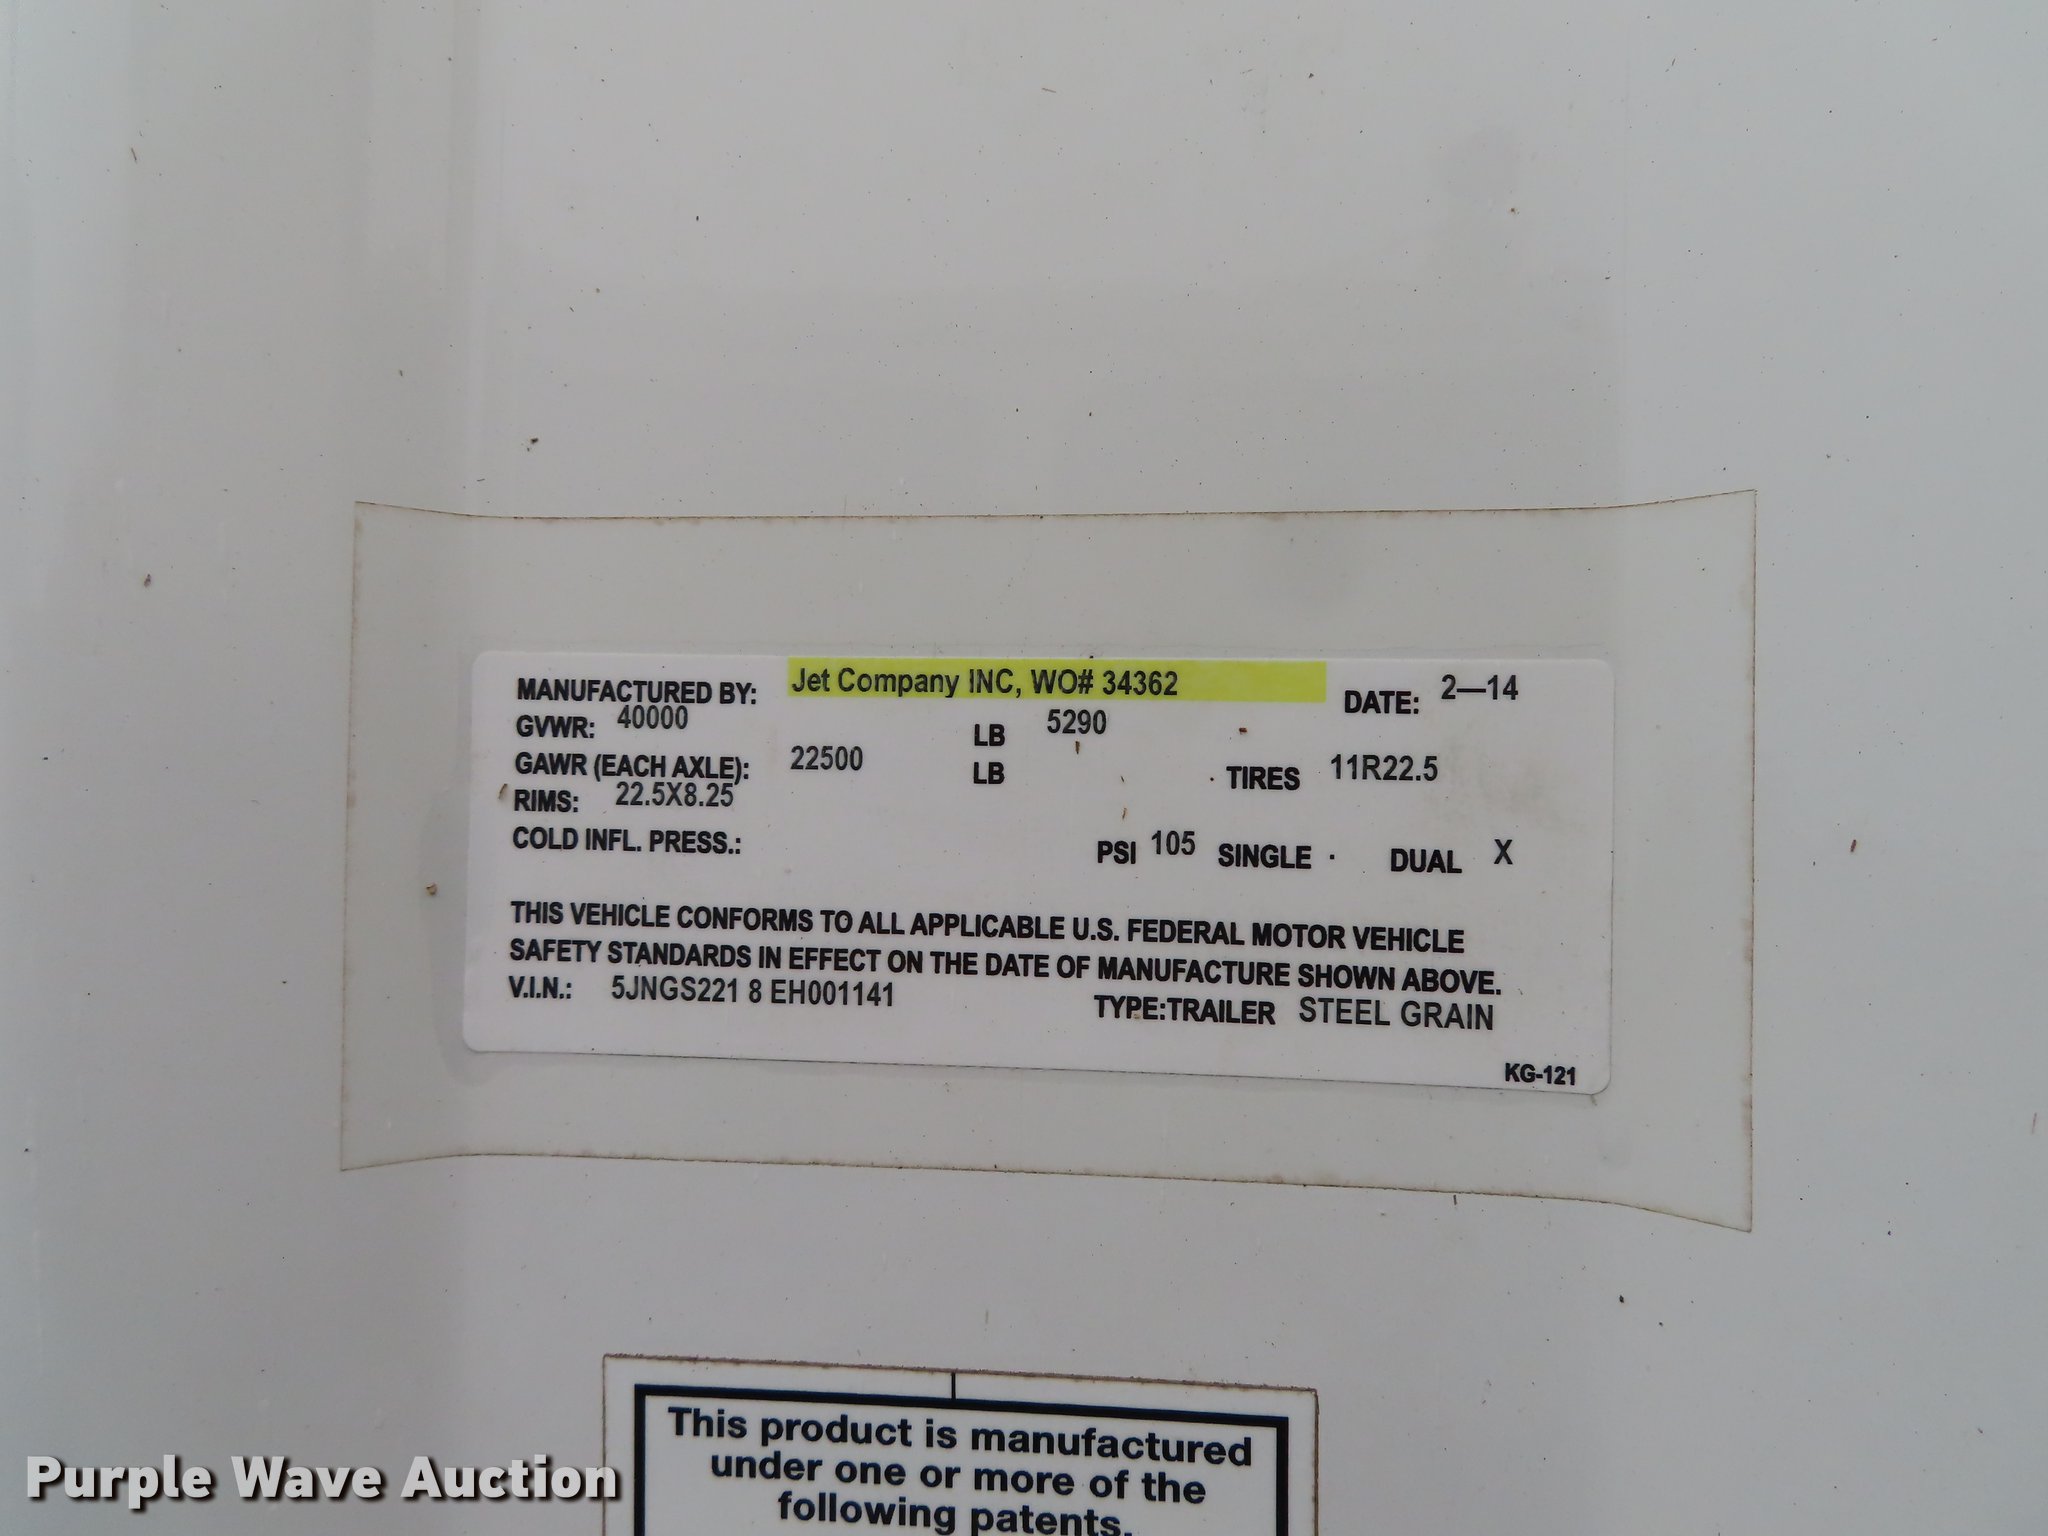 MANUFACTURED BY: Jet Company INC, WO# 34362 DATE: 2—14
GVWR: 40000 LB 5290
GAWR (EACH AXLE): 22500 LB TIRES 11R22.5
RIMS: 22.5X8.25
COLD INFL. PRESS.: PSI 105 SINGLE DUAL X
THIS VEHICLE CONFORMS TO ALL APPLICABLE U.S. FEDERAL MOTOR VEHICLE
SAFETY STANDARDS IN EFFECT ON THE DATE OF MANUFACTURE SHOWN ABOVE.
V.I.N.: 5JNGS221 8 EH001141 TYPE:TRAILER STEEL GRAIN
KG-121
This product is manufactured
under one or more of the
following patents.
Purple Wave Auction